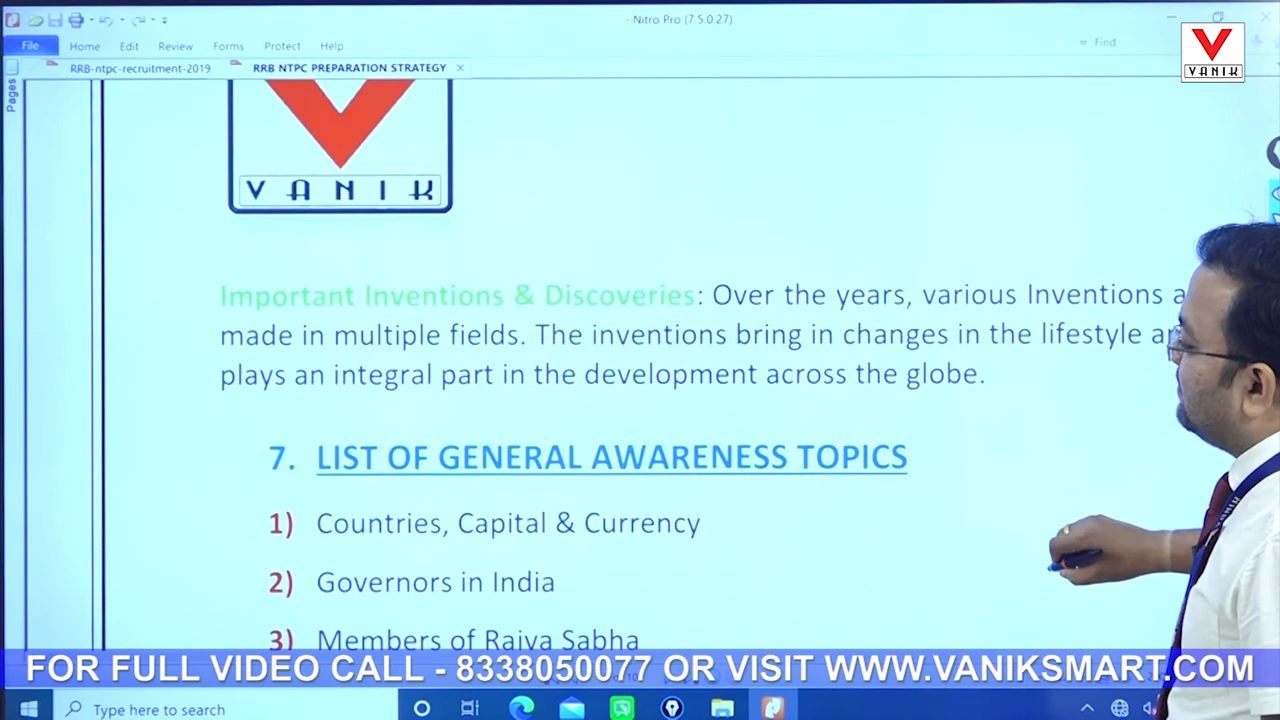 - Nitro Pro (7.5.0.27)
File Home Edit Review Forms Protect Help
Find
RRB-ntpc-recruitment-2019 RRB NTPC PREPARATION STRATEGY
Pages
VANIK
VANIK
Important Inventions & Discoveries: Over the years, various Inventions
made in multiple fields. The inventions bring in changes in the lifestyle
plays an integral part in the development across the globe.
7. LIST OF GENERAL AWARENESS TOPICS
1) Countries, Capital & Currency
2) Governors in India
3) Members of Rajya Sabha
FOR FULL VIDEO CALL - 8338050077 OR VISIT WWW.VANIKSMART.COM
Type here to search